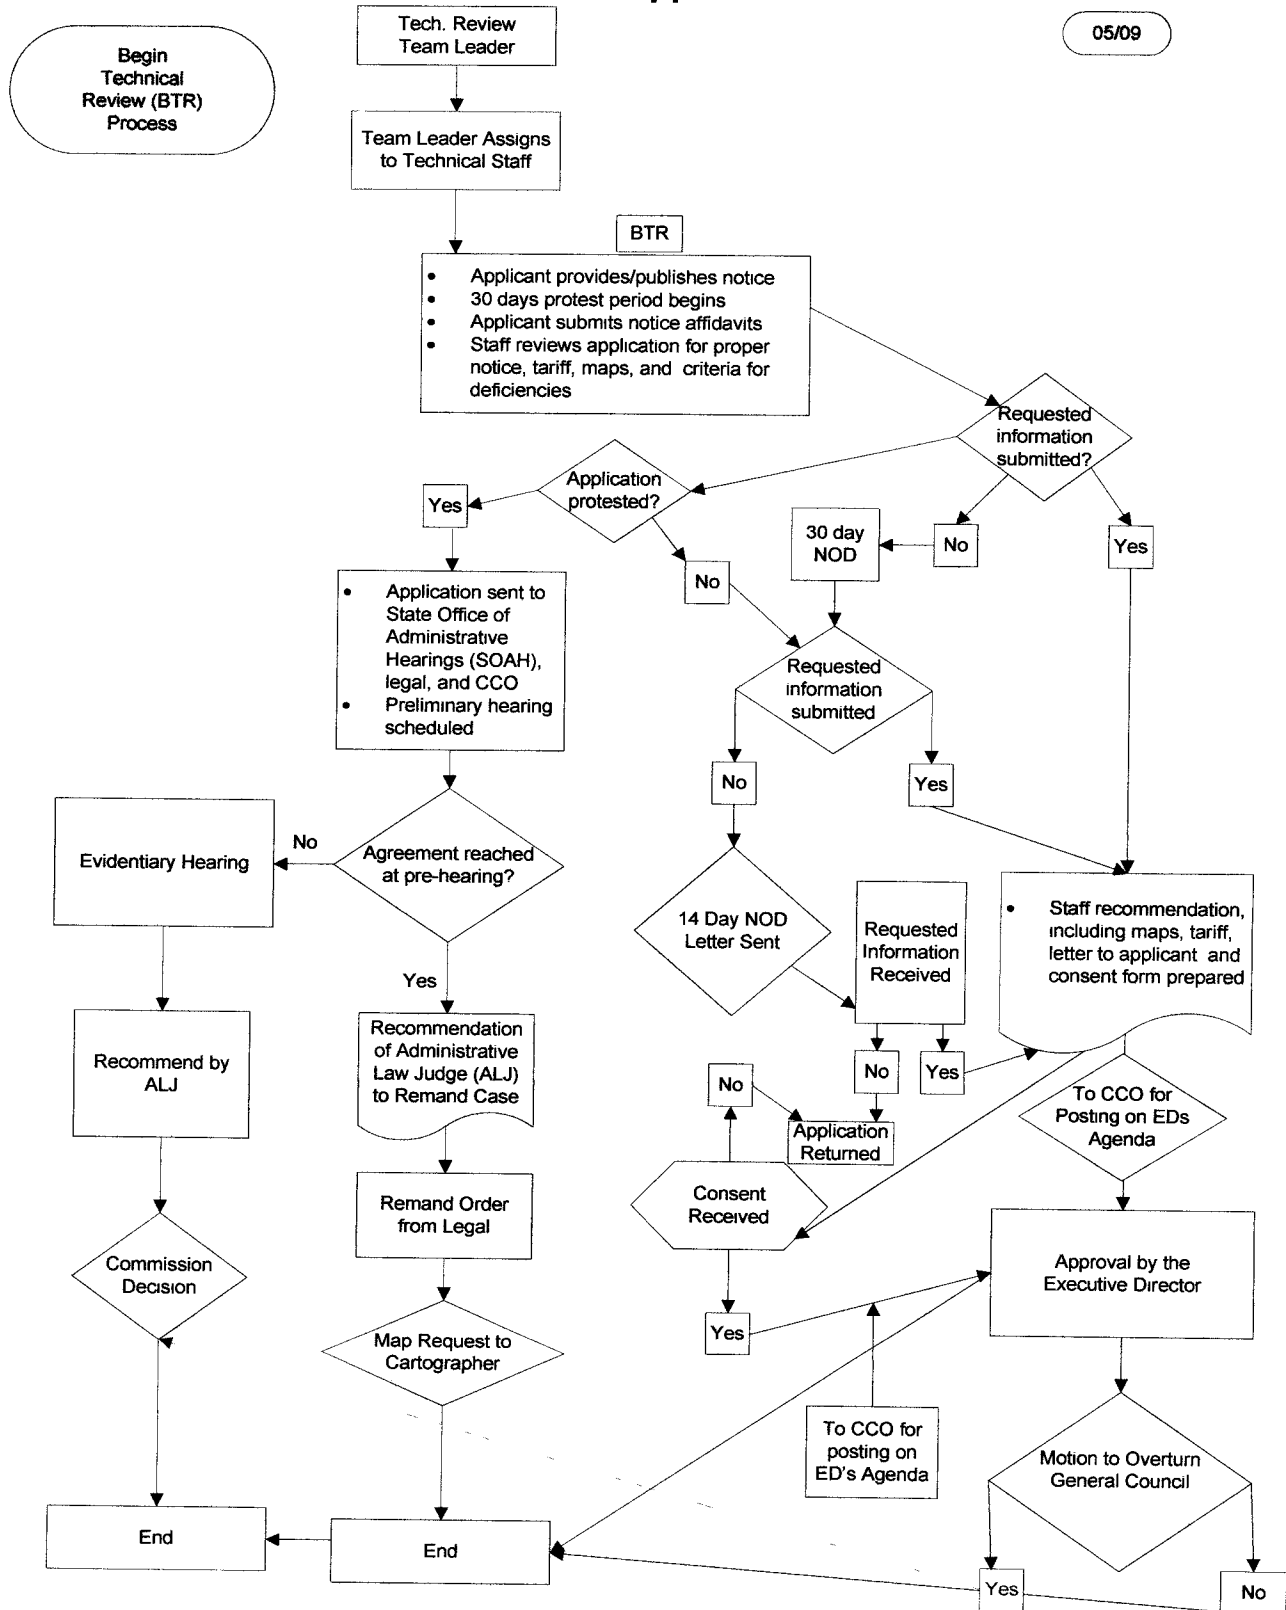 Tech. Review
Team Leader
05/09
Begin
Technical
Review (BTR)
Process
Team Leader Assigns
to Technical Staff
BTR
• Applicant provides/publishes notice
• 30 days protest period begins
• Applicant submits notice affidavits
• Staff reviews application for proper
notice, tariff, maps, and criteria for
deficiencies
Requested
information
submitted?
Application
protested?
Yes
30 day
NOD
No
Yes
No
• Application sent to
State Office of
Administrative
Hearings (SOAH),
legal, and CCO
• Preliminary hearing
scheduled
Requested
information
submitted
No
Yes
Evidentiary Hearing
No
Agreement reached
at pre-hearing?
14 Day NOD
Letter Sent
Requested
Information
Received
• Staff recommendation,
including maps, tariff,
letter to applicant and
consent form prepared
Yes
Recommend by
ALJ
Recommendation
of Administrative
Law Judge (ALJ)
to Remand Case
No
No
Yes
To CCO for
Posting on EDs
Agenda
Application
Returned
Consent
Received
Remand Order
from Legal
Commission
Decision
Approval by the
Executive Director
Yes
Map Request to
Cartographer
To CCO for
posting on
ED's Agenda
Motion to Overturn
General Council
End
End
Yes
No